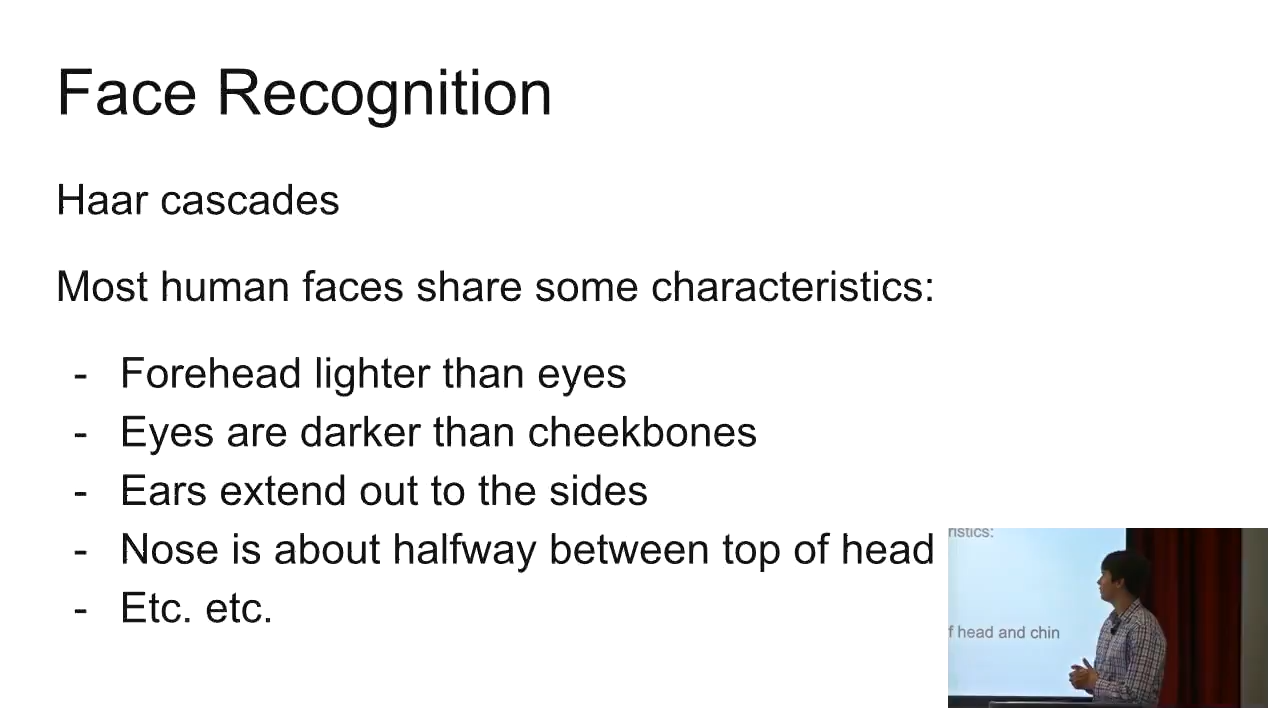 Face Recognition
Haar cascades
Most human faces share some characteristics:
- Forehead lighter than eyes
- Eyes are darker than cheekbones
- Ears extend out to the sides
- Nose is about halfway between top of head
- Etc. etc.
ristics:
f head and chin